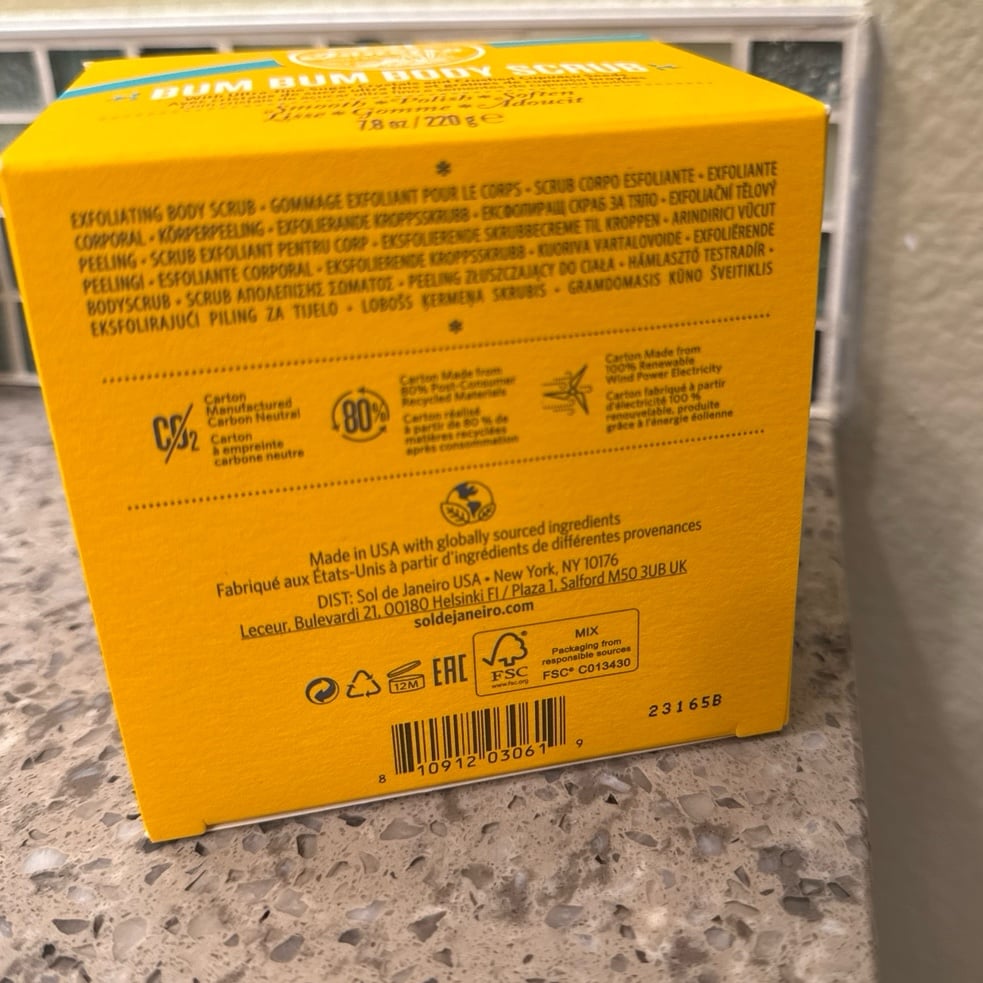 BUM BUM BODY SCRUB
Smooth • Polish • Soften
Lisse • Gomme • Adoucit
7.8 oz / 220 g ℮
*
EXFOLIATING BODY SCRUB • GOMMAGE EXFOLIANT POUR LE CORPS • SCRUB CORPO ESFOLIANTE • EXFOLIANTE
CORPORAL • KÖRPERPEELING • EXFOLIERANDE KROPPSSKRUBB • ЕКСФОЛИРАЩ СКРАБ ЗА ТЯЛО • EXFOLIAČNÍ TĚLOVÝ
PEELING • SCRUB EXFOLIANT PENTRU CORP • EKSFOLIERENDE SKRUBBECREME TIL KROPPEN • ARINDIRICI VÜCUT
PEELINGI • ESFOLIANTE CORPORAL • EKSFOLIERENDE KROPPSSKRUBB • KUORIVA VARTALOVOIDE • EXFOLIËRENDE
BODYSCRUB • SCRUB ΑΠΟΛΕΠΙΣΗΣ ΣΩΜΑΤΟΣ • PEELING ZŁUSZCZAJĄCY DO CIAŁA • HÁMLASZTÓ TESTRADÍR •
EKSFOLIRAJUĆI PILING ZA TIJELO • LOBOŠS ĶERMEŅA SKRUBIS • GRAMDOMASIS KŪNO ŠVEITIKLIS
*
CO2
Carton
Manufactured
Carbon Neutral
Carton
à empreinte
carbone neutre
80%
Carton Made from
80% Post-Consumer
Recycled Materials
Carton réalisé
à partir de 80 % de
matières recyclées
après consommation
Carton Made from
100% Renewable
Wind Power Electricity
Carton fabriqué à partir
d'électricité 100 %
renouvelable, produite
grâce à l'énergie éolienne
Made in USA with globally sourced ingredients
Fabriqué aux États-Unis à partir d'ingrédients de différentes provenances
DIST: Sol de Janeiro USA • New York, NY 10176
Leceur, Bulevardi 21, 00180 Helsinki FI / Plaza 1, Salford M50 3UB UK
soldejaneiro.com
12M
EAC
FSC
www.fsc.org
MIX
Packaging from
responsible sources
FSC® C013430
23165B
8 10912 03061 9